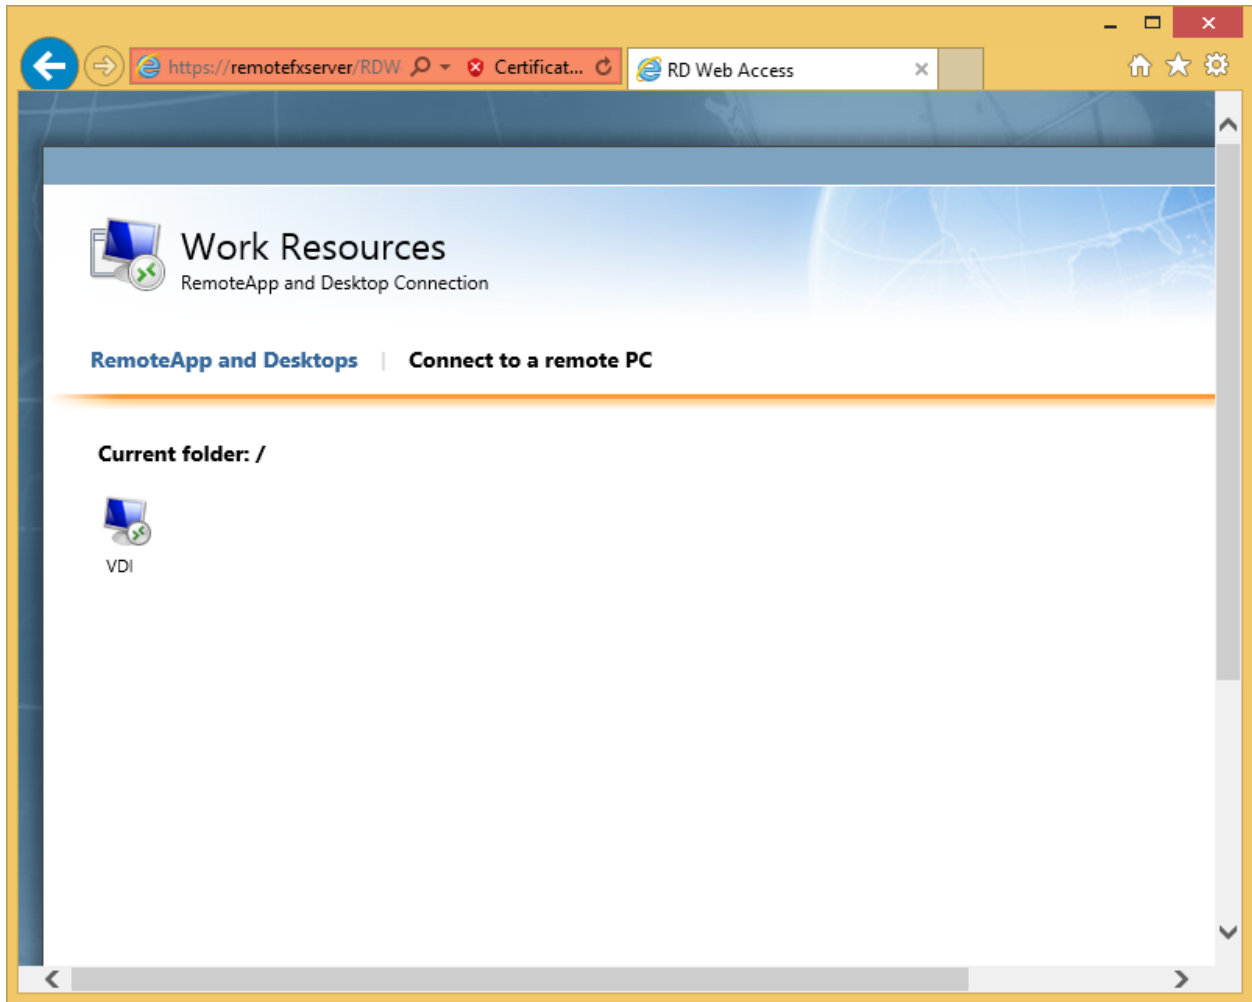 https://remotefxserver/RDW Certificat... RD Web Access
Work Resources
RemoteApp and Desktop Connection
RemoteApp and Desktops | Connect to a remote PC
Current folder: /
VDI